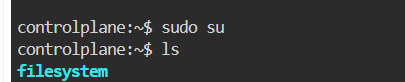 controlplane:~$ sudo su
controlplane:~$ ls
filesystem